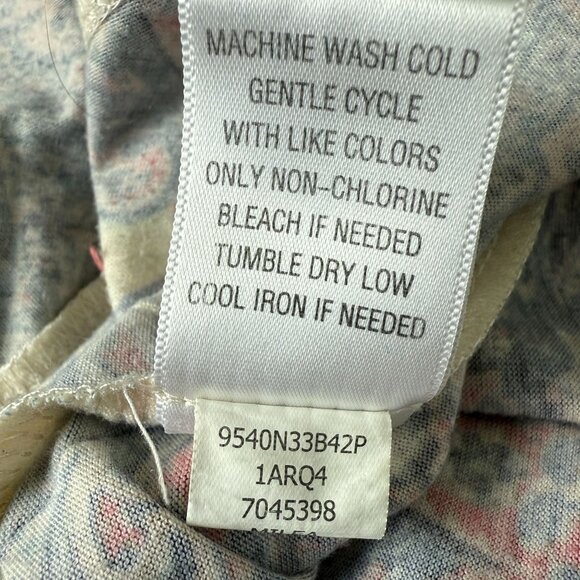 MACHINE WASH COLD
GENTLE CYCLE
WITH LIKE COLORS
ONLY NON-CHLORINE
BLEACH IF NEEDED
TUMBLE DRY LOW
COOL IRON IF NEEDED
9540N33B42P
1ARQ4
7045398